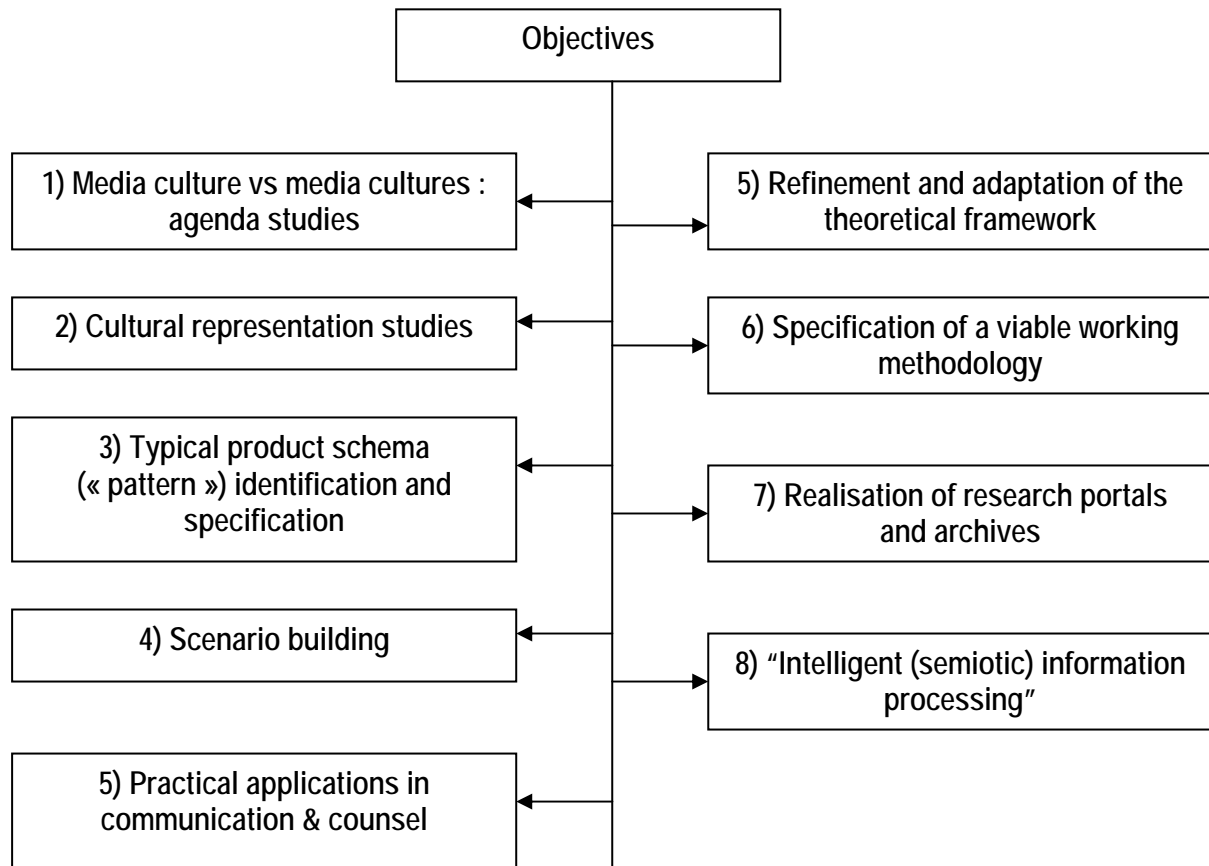 Objectives
1) Media culture vs media cultures :
agenda studies
2) Cultural representation studies
3) Typical product schema
(« pattern ») identification and
specification
4) Scenario building
5) Practical applications in
communication & counsel
5) Refinement and adaptation of the
theoretical framework
6) Specification of a viable working
methodology
7) Realisation of research portals
and archives
8) “Intelligent (semiotic) information
processing”